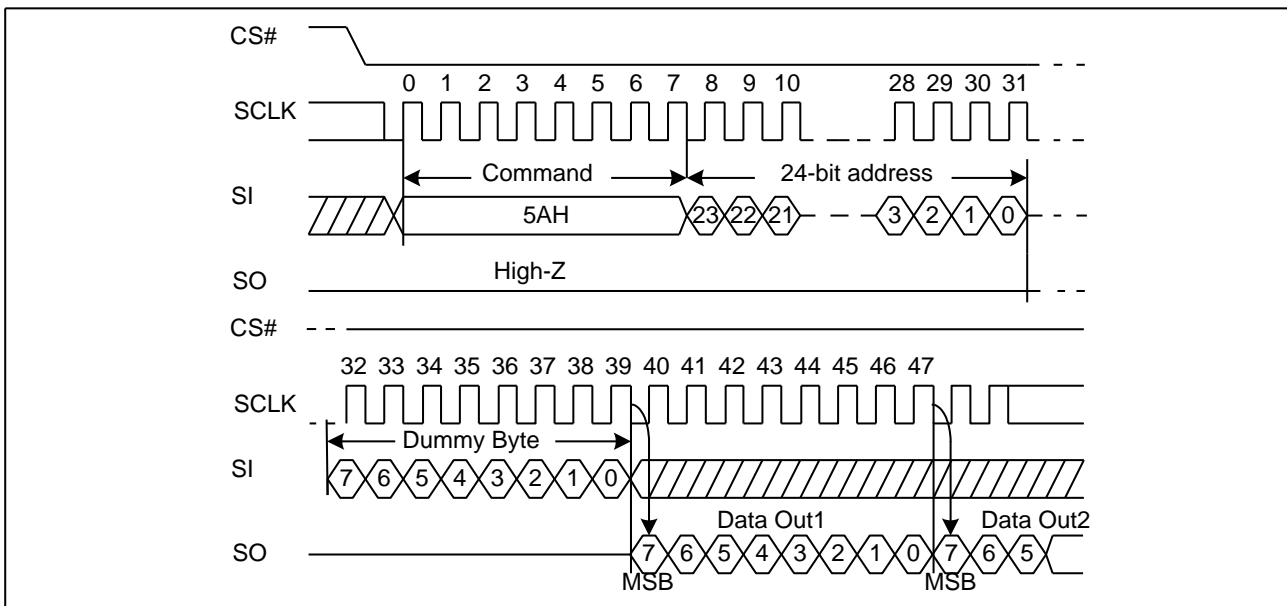 CS#
0 1 2 3 4 5 6 7 8 9 10 28 29 30 31
SCLK
Command 24-bit address
SI
5AH 23 22 21 3 2 1 0
High-Z
SO
CS#
32 33 34 35 36 37 38 39 40 41 42 43 44 45 46 47
SCLK
Dummy Byte
SI
7 6 5 4 3 2 1 0
Data Out1 Data Out2
SO
7 6 5 4 3 2 1 0 7 6 5
MSB MSB